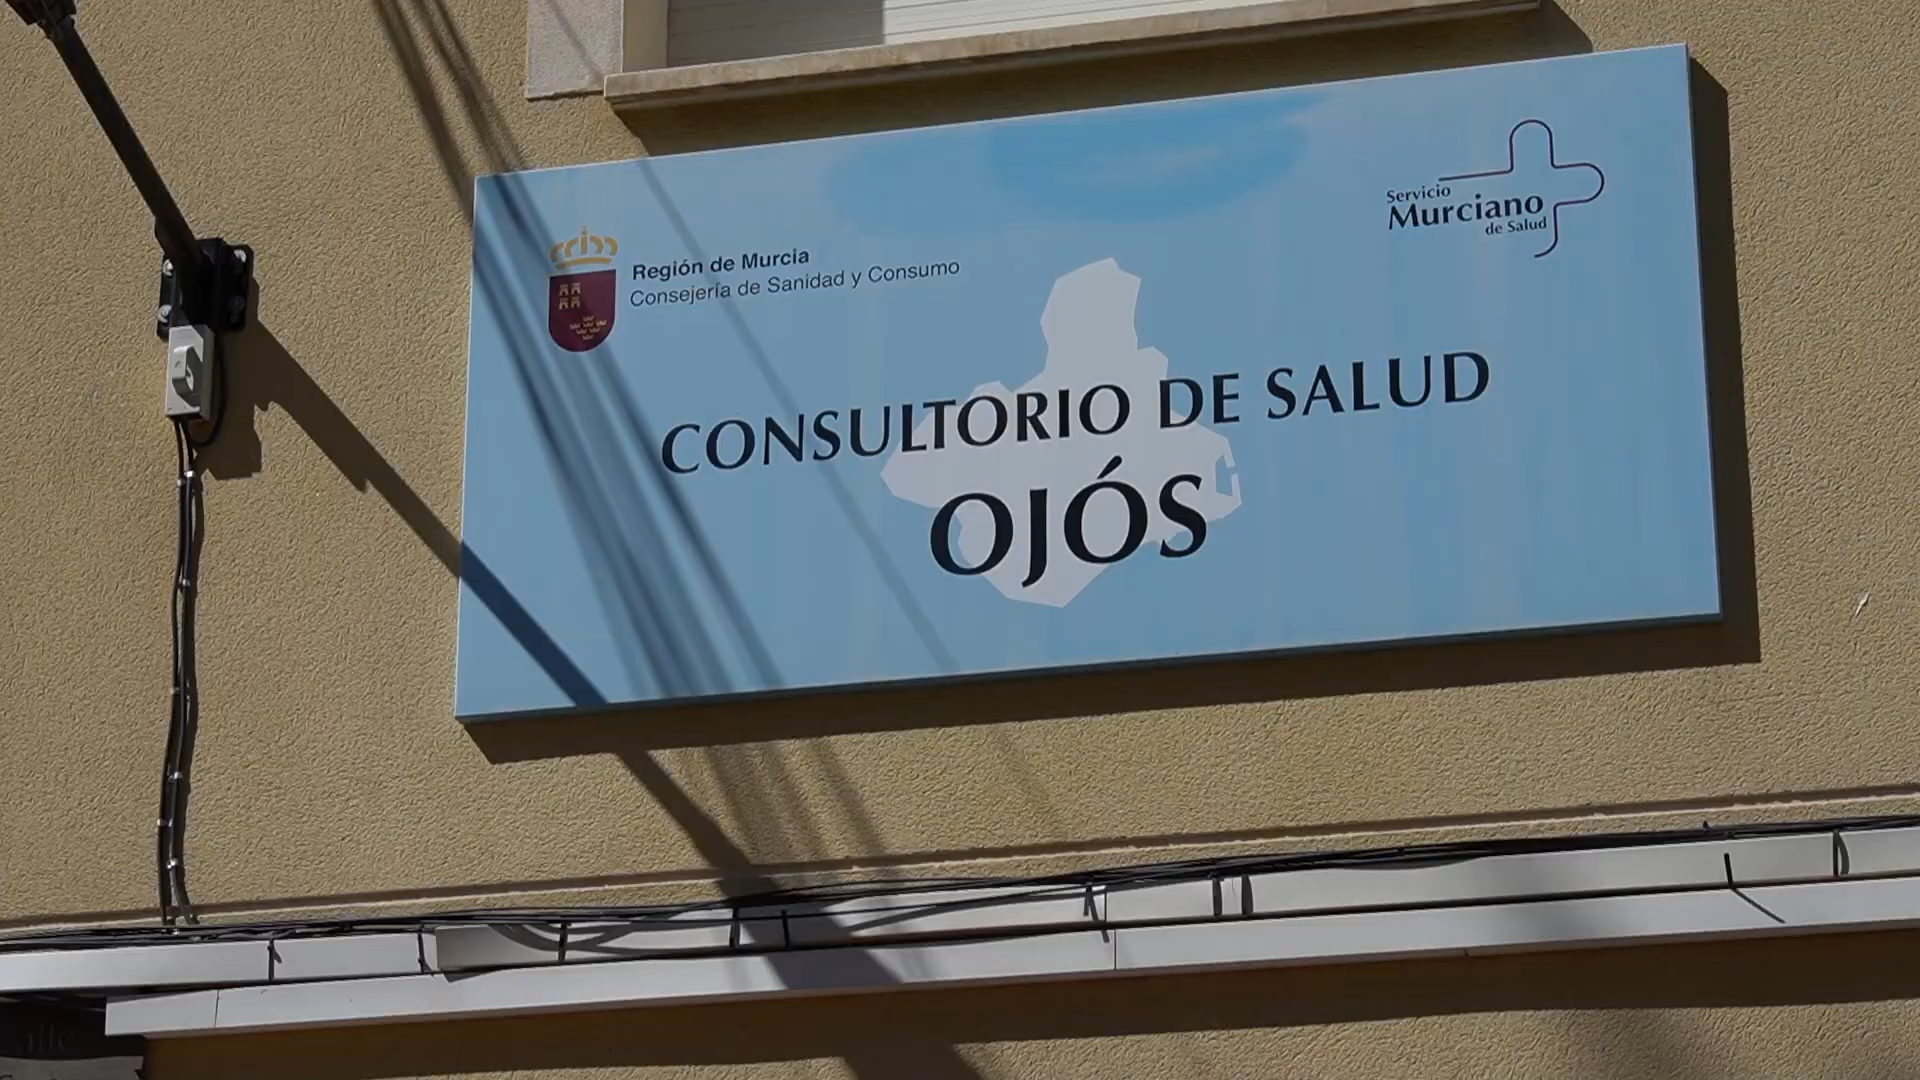 Región de Murcia
Consejería de Sanidad y Consumo
Servicio
Murciano
de Salud
CONSULTORIO DE SALUD
OJÓS